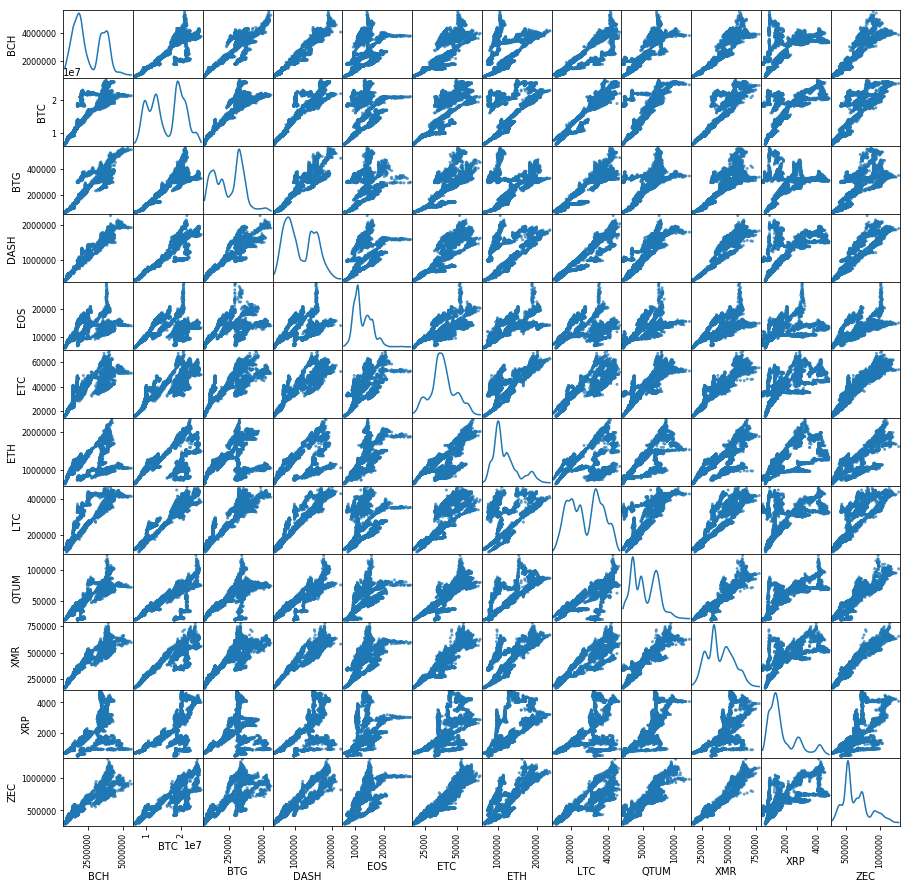 BCH
4000000
2000000
1e7
BTC
2
1
BTG
400000
200000
DASH
2000000
1000000
EOS
20000
10000
ETC
60000
40000
20000
ETH
2000000
1000000
LTC
400000
200000
QTUM
100000
50000
XMR
750000
500000
250000
XRP
4000
2000
ZEC
1000000
500000
2500000 5000000 1 2 250000 500000 1000000 2000000 10000 20000 25000 50000 1000000 2000000 200000 400000 50000 100000 250000 500000 750000 2000 4000 500000 1000000
BCH BTC 1e7 BTG DASH EOS ETC ETH LTC QTUM XMR XRP ZEC